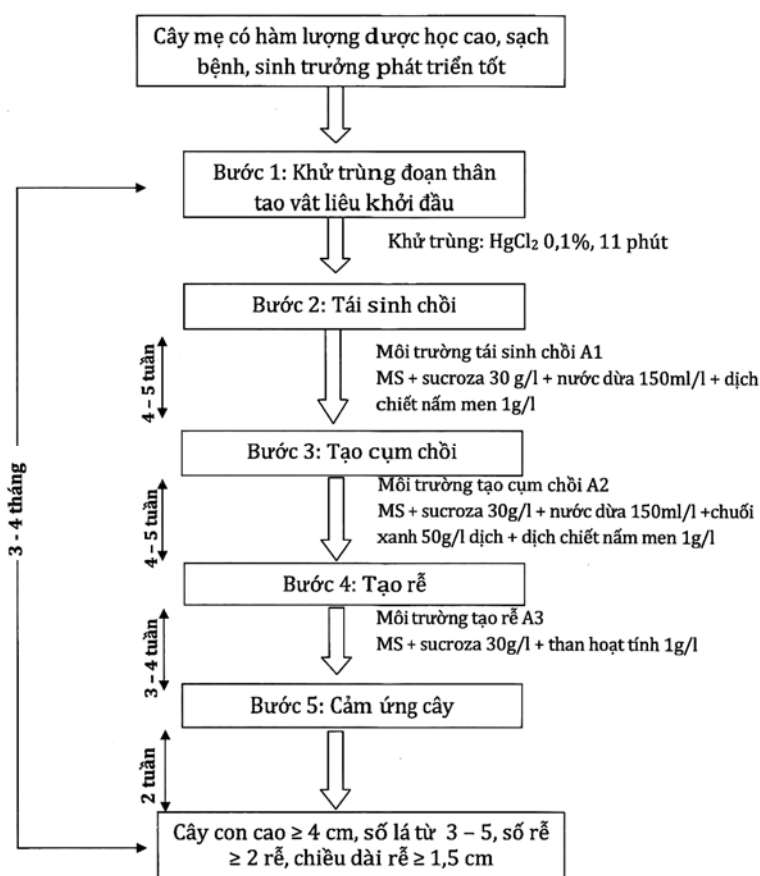 Cây mẹ có hàm lượng dược học cao, sạch
bệnh, sinh trưởng phát triển tốt
Bước 1: Khử trùng đoạn thân
tao vât liêu khởi đầu
Khử trùng: HgCl₂ 0,1%, 11 phút
Bước 2: Tái sinh chồi
4 – 5 tuần
Môi trường tái sinh chồi A1
MS + sucroza 30 g/l + nước dừa 150ml/l + dịch
chiết nấm men 1g/l
Bước 3: Tạo cụm chồi
4 – 5 tuần
Môi trường tạo cụm chồi A2
MS + sucroza 30g/l + nước dừa 150ml/l +chuối
xanh 50g/l dịch + dịch chiết nấm men 1g/l
3 - 4 tháng
Bước 4: Tạo rễ
3 – 4 tuần
Môi trường tạo rễ A3
MS + sucroza 30g/l + than hoạt tính 1g/l
Bước 5: Cảm ứng cây
2 tuần
Cây con cao ≥ 4 cm, số lá từ 3 – 5, số rễ
≥ 2 rễ, chiều dài rễ ≥ 1,5 cm